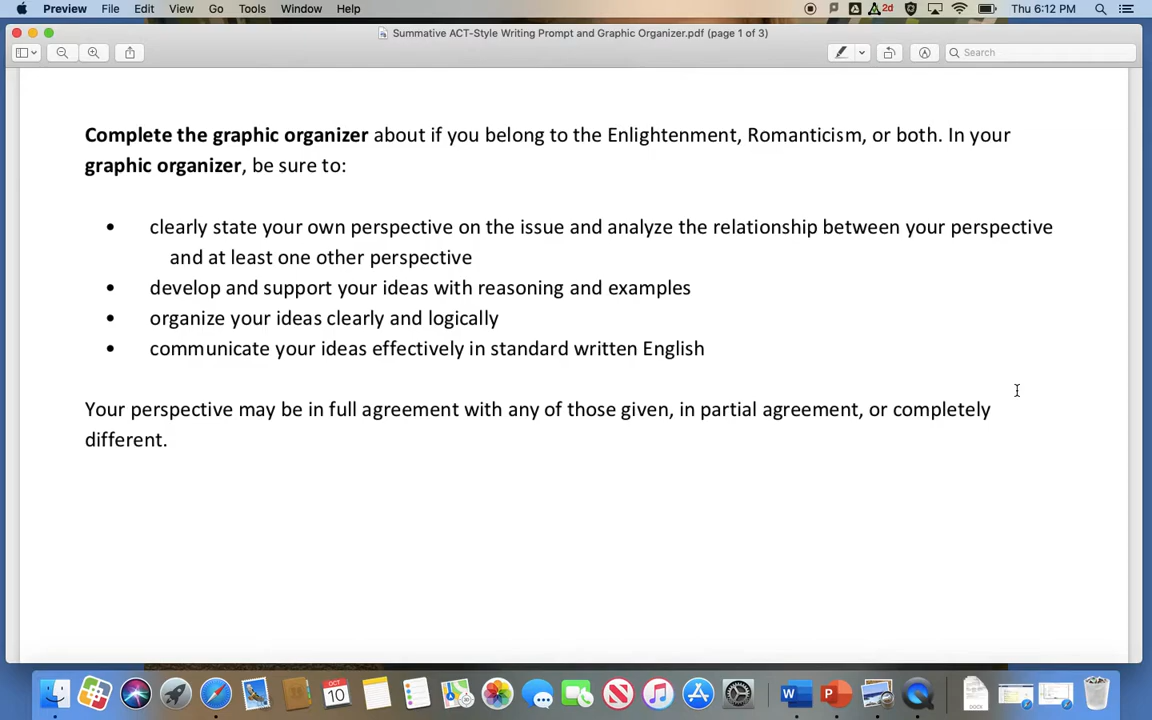 Preview File Edit View Go Tools Window Help 2d Thu 6:12 PM
Summative ACT-Style Writing Prompt and Graphic Organizer.pdf (page 1 of 3)
Search
Complete the graphic organizer about if you belong to the Enlightenment, Romanticism, or both. In your
graphic organizer, be sure to:
• clearly state your own perspective on the issue and analyze the relationship between your perspective
and at least one other perspective
• develop and support your ideas with reasoning and examples
• organize your ideas clearly and logically
• communicate your ideas effectively in standard written English
Your perspective may be in full agreement with any of those given, in partial agreement, or completely
different.
OCT
10
W
P
DOCX